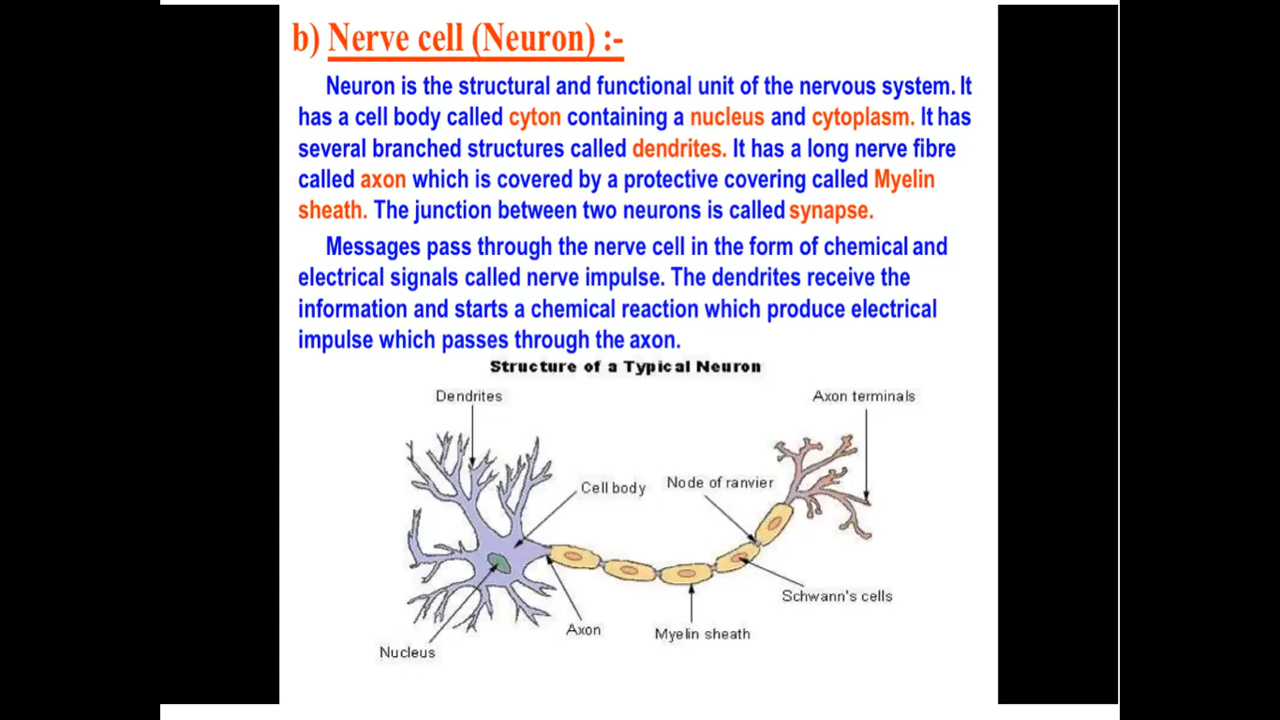 b) Nerve cell (Neuron) :-
Neuron is the structural and functional unit of the nervous system. It
has a cell body called cyton containing a nucleus and cytoplasm. It has
several branched structures called dendrites. It has a long nerve fibre
called axon which is covered by a protective covering called Myelin
sheath. The junction between two neurons is called synapse.
Messages pass through the nerve cell in the form of chemical and
electrical signals called nerve impulse. The dendrites receive the
information and starts a chemical reaction which produce electrical
impulse which passes through the axon.
Structure of a Typical Neuron
Dendrites
Axon terminals
Cell body
Node of ranvier
Schwann's cells
Axon
Myelin sheath
Nucleus